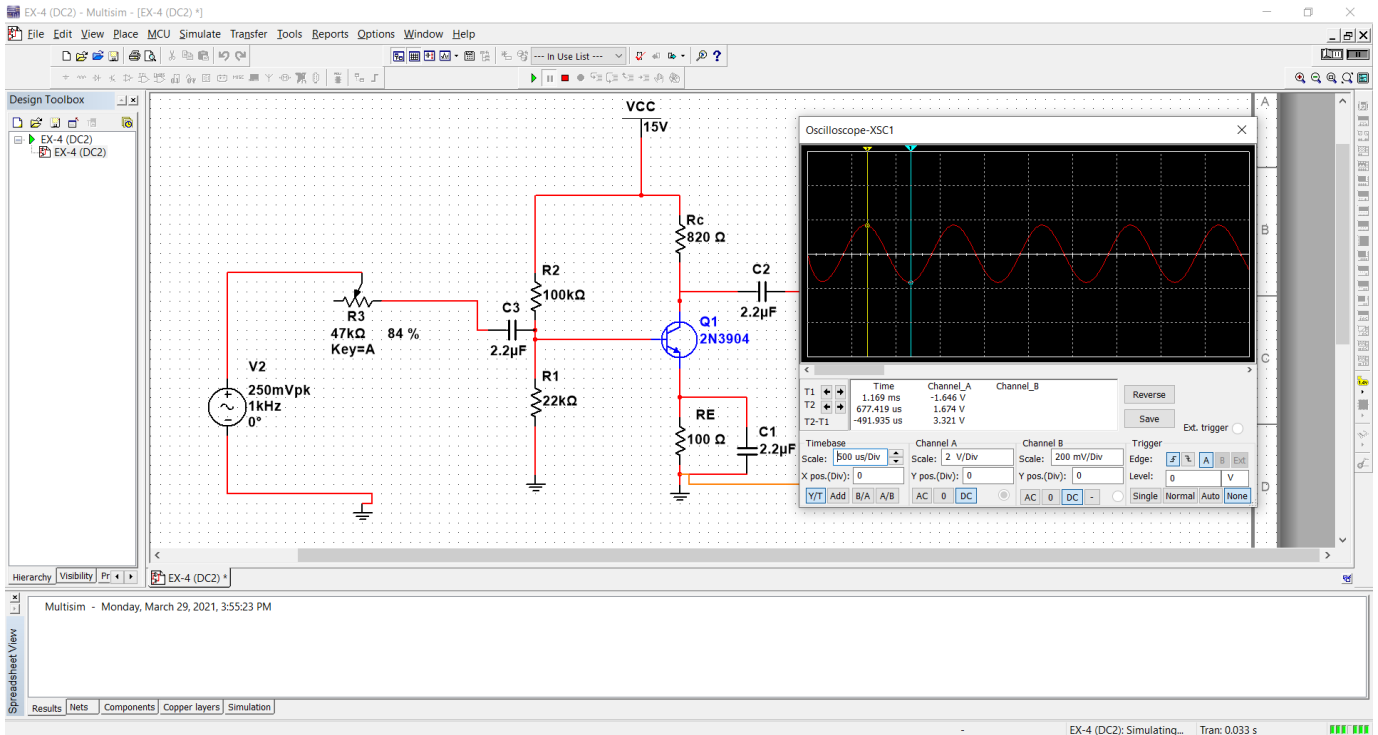 EX-4 (DC2) - Multisim - [EX-4 (DC2) *]
File Edit View Place MCU Simulate Transfer Tools Reports Options Window Help
--- In Use List ---
Design Toolbox
EX-4 (DC2)
EX-4 (DC2)
Hierarchy Visibility Pr
VCC
15V
Rc
820 Ω
R2
100kΩ
C2
2.2µF
C3
2.2µF
R3
47kΩ 84 %
Key=A
Q1
2N3904
V2
250mVpk
1kHz
0°
R1
22kΩ
RE
100 Ω
C1
2.2µF
A
B
C
D
Oscilloscope-XSC1
Time Channel_A Channel_B
T1 1.169 ms -1.646 V
T2 677.419 us 1.674 V
T2-T1 -491.935 us 3.321 V
Reverse
Save
Ext. trigger
Timebase
Scale: 500 us/Div
X pos.(Div): 0
Y/T Add B/A A/B
Channel A
Scale: 2 V/Div
Y pos.(Div): 0
AC 0 DC
Channel B
Scale: 200 mV/Div
Y pos.(Div): 0
AC 0 DC -
Trigger
Edge: A B Ext
Level: 0 V
Single Normal Auto None
EX-4 (DC2) *
Multisim - Monday, March 29, 2021, 3:55:23 PM
Spreadsheet View
Results Nets Components Copper layers Simulation
- EX-4 (DC2): Simulating... Tran: 0.033 s